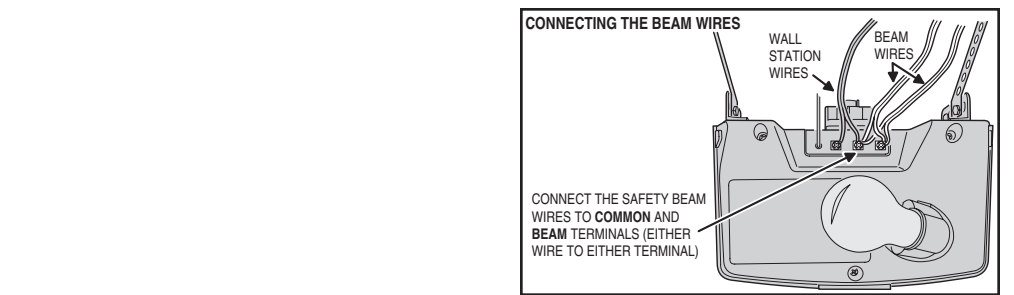 CONNECTING THE BEAM WIRES
WALL
STATION
WIRES
BEAM
WIRES
CONNECT THE SAFETY BEAM
WIRES TO COMMON AND
BEAM TERMINALS (EITHER
WIRE TO EITHER TERMINAL)